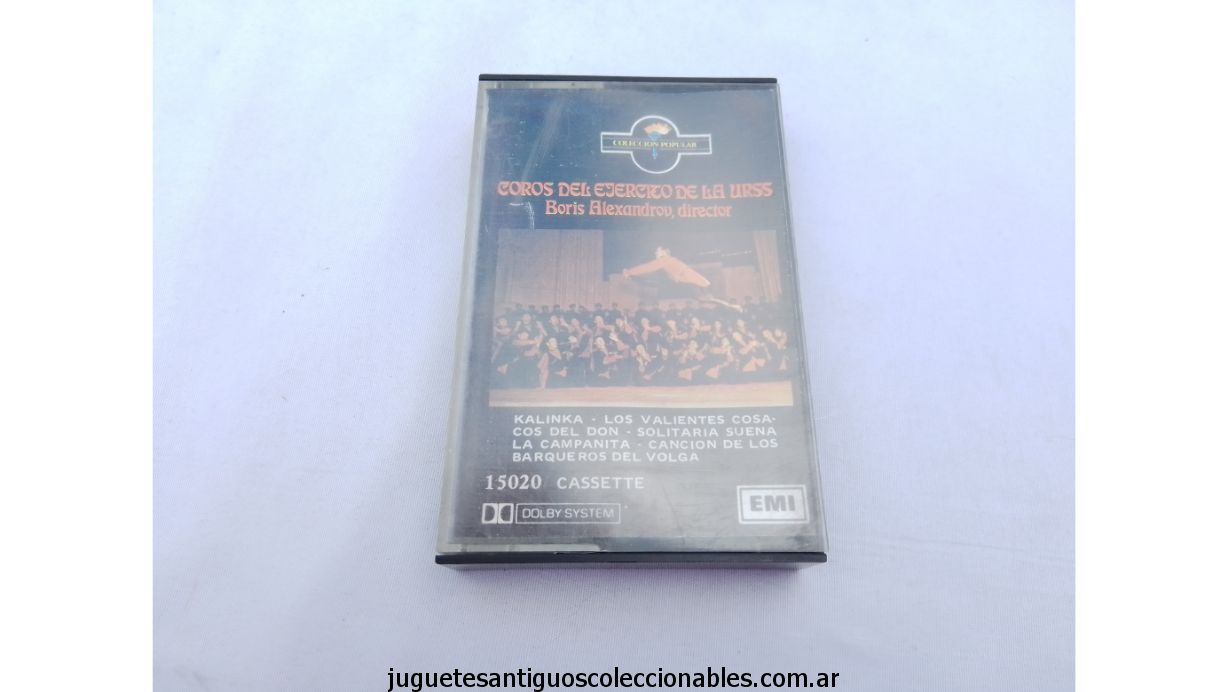 COLECCION POPULAR
COROS DEL EJERCITO DE LA URSS
Boris Alexandrov, director
KALINKA - LOS VALIENTES COSA-
COS DEL DON - SOLITARIA SUENA
LA CAMPANITA - CANCION DE LOS
BARQUEROS DEL VOLGA
15020 CASSETTE
DOLBY SYSTEM
EMI
juguetesantiguoscoleccionables.com.ar